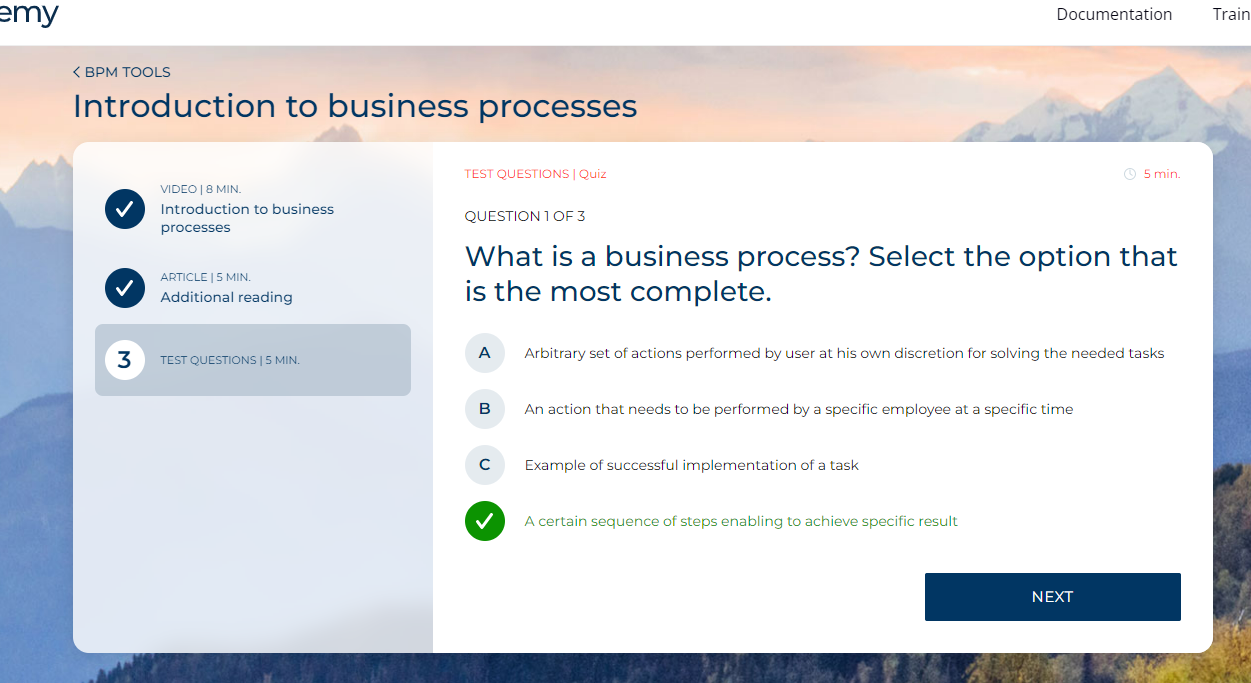 emy
Documentation
Train
< BPM TOOLS
Introduction to business processes
VIDEO | 8 MIN.
Introduction to business
processes
ARTICLE | 5 MIN.
Additional reading
3
TEST QUESTIONS | 5 MIN.
TEST QUESTIONS | Quiz
5 min.
QUESTION 1 OF 3
What is a business process? Select the option that
is the most complete.
A Arbitrary set of actions performed by user at his own discretion for solving the needed tasks
B An action that needs to be performed by a specific employee at a specific time
C Example of successful implementation of a task
A certain sequence of steps enabling to achieve specific result
NEXT